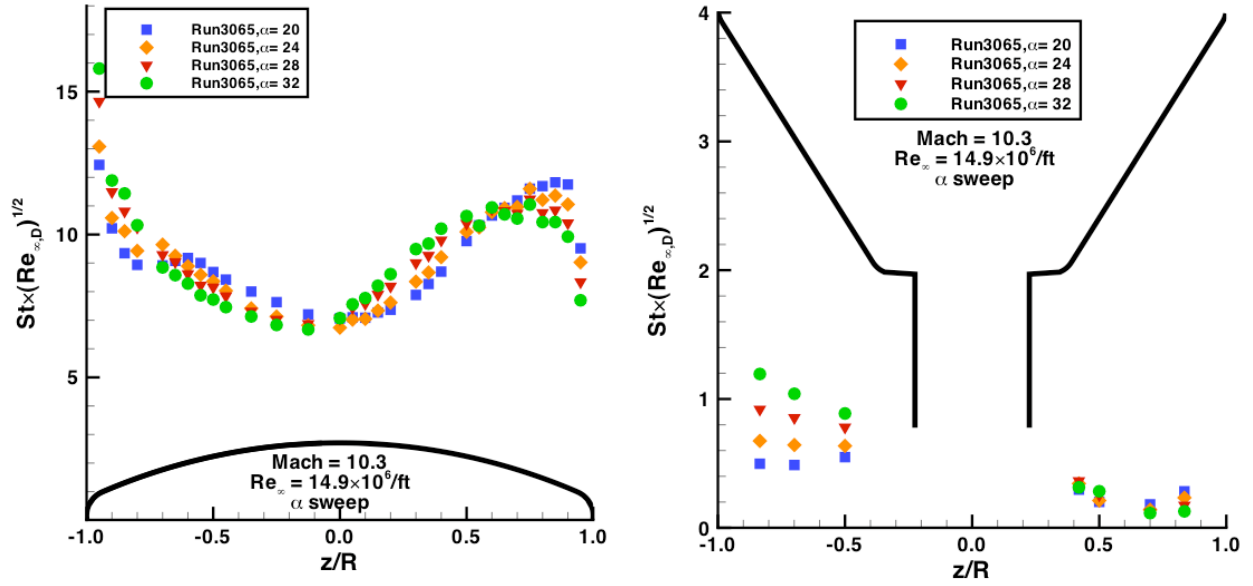 Run3065,α= 20
Run3065,α= 24
Run3065,α= 28
Run3065,α= 32
15
10
5
St×(Re∞,D)1/2
Mach = 10.3
Re∞ = 14.9×106/ft
α sweep
-1.0 -0.5 0.0 0.5 1.0
z/R
4
3
2
1
0
St×(Re∞,D)1/2
Run3065,α= 20
Run3065,α= 24
Run3065,α= 28
Run3065,α= 32
Mach = 10.3
Re∞ = 14.9×106/ft
α sweep
-1.0 -0.5 0.0 0.5 1.0
z/R